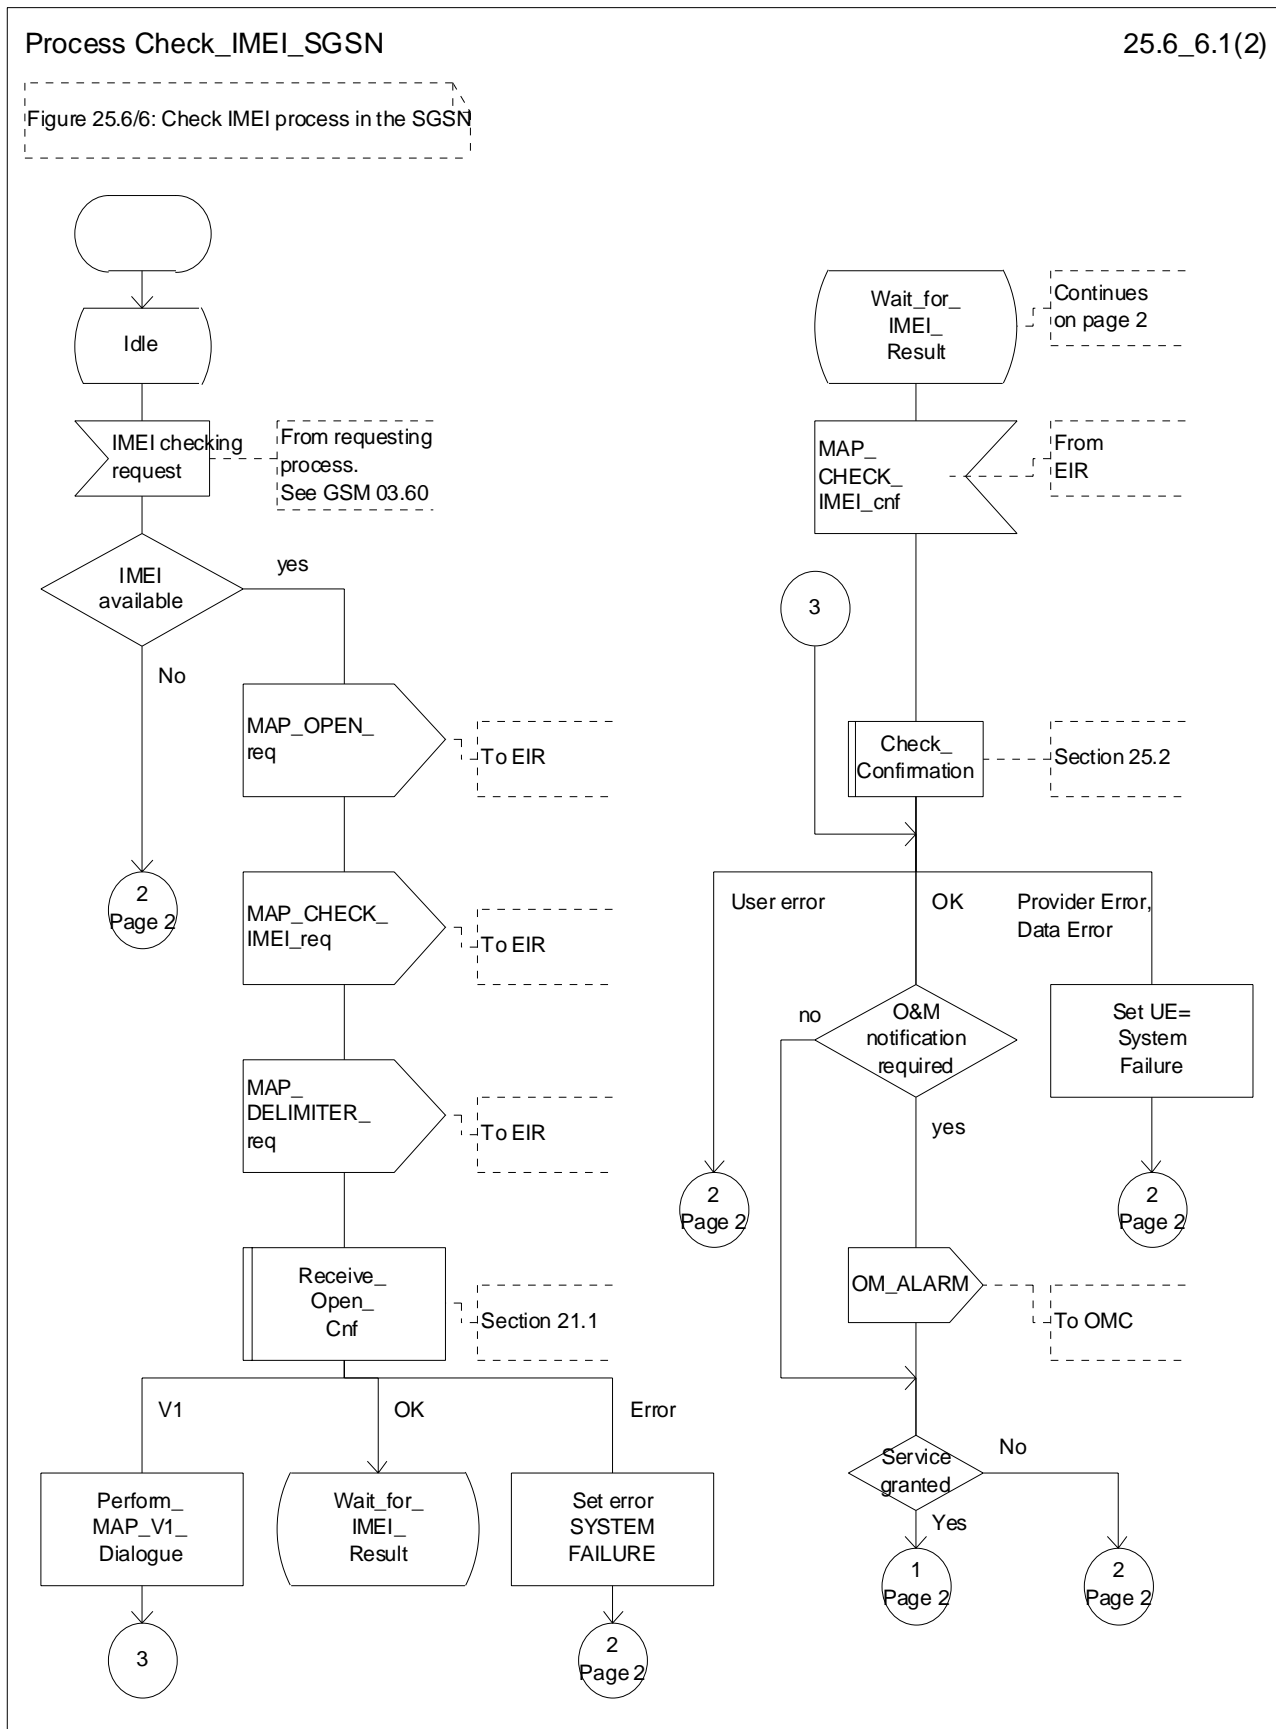 Process Check_IMEI_SGSN
25.6_6.1(2)
Figure 25.6/6: Check IMEI process in the SGSN
Idle
IMEI checking
request
From requesting
process.
See GSM 03.60
IMEI
available
yes
No
2
Page 2
MAP_OPEN_
req
To EIR
MAP_CHECK_
IMEI_req
To EIR
MAP_
DELIMITER_
req
To EIR
Receive_
Open_
Cnf
Section 21.1
V1
OK
Error
Perform_
MAP_V1_
Dialogue
Wait_for_
IMEI_
Result
Set error
SYSTEM
FAILURE
3
2
Page 2
Wait_for_
IMEI_
Result
Continues
on page 2
MAP_
CHECK_
IMEI_cnf
From
EIR
3
Check_
Confirmation
Section 25.2
User error
OK
Provider Error,
Data Error
no
O&M
notification
required
Set UE=
System
Failure
yes
2
Page 2
2
Page 2
OM_ALARM
To OMC
Service
granted
No
Yes
1
Page 2
2
Page 2